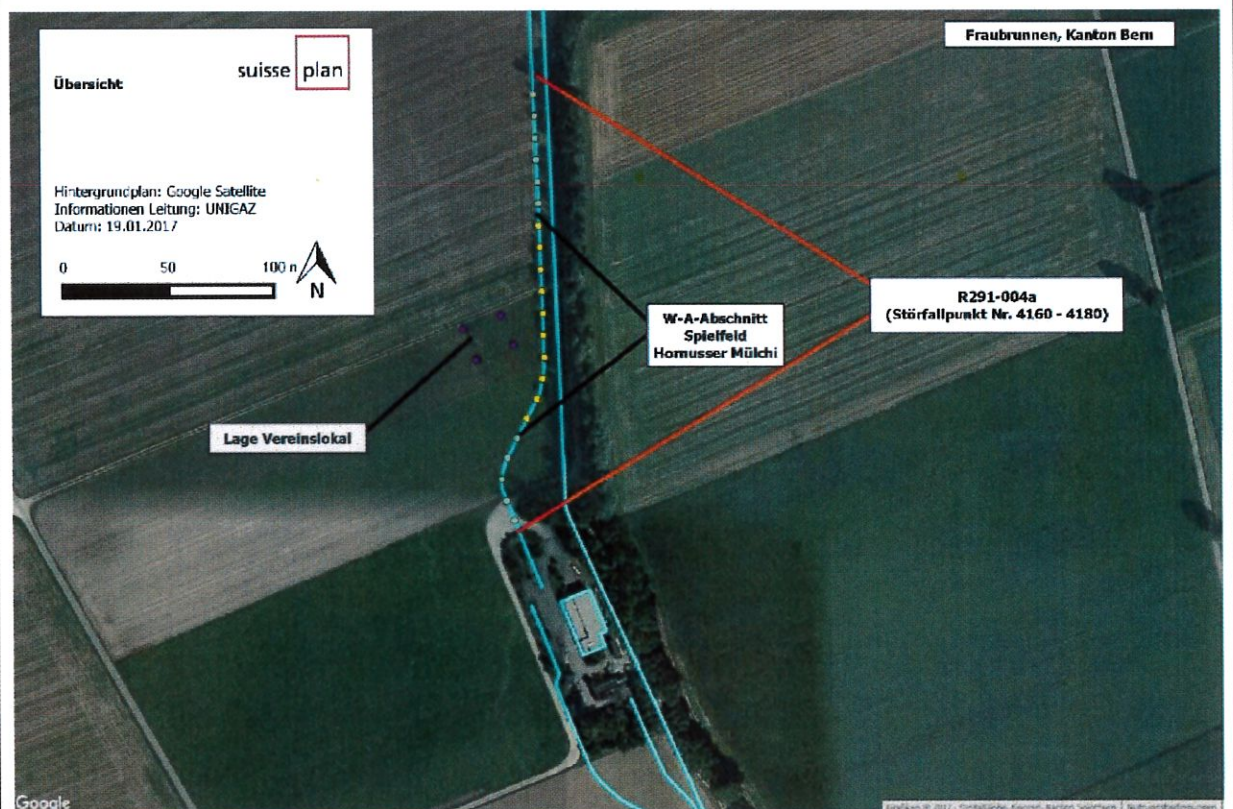 Übersicht
suisse plan
Hintergrundplan: Google Satellite
Informationen Leitung: UNIGAZ
Datum: 19.01.2017
0 50 100 n
N
Fraubrunnen, Kanton Bern
R291-004a
(Störfallpunkt Nr. 4160 - 4180)
W-A-Abschnitt
Spielfeld
Hornusser Mülchi
Lage Vereinslokal
Google